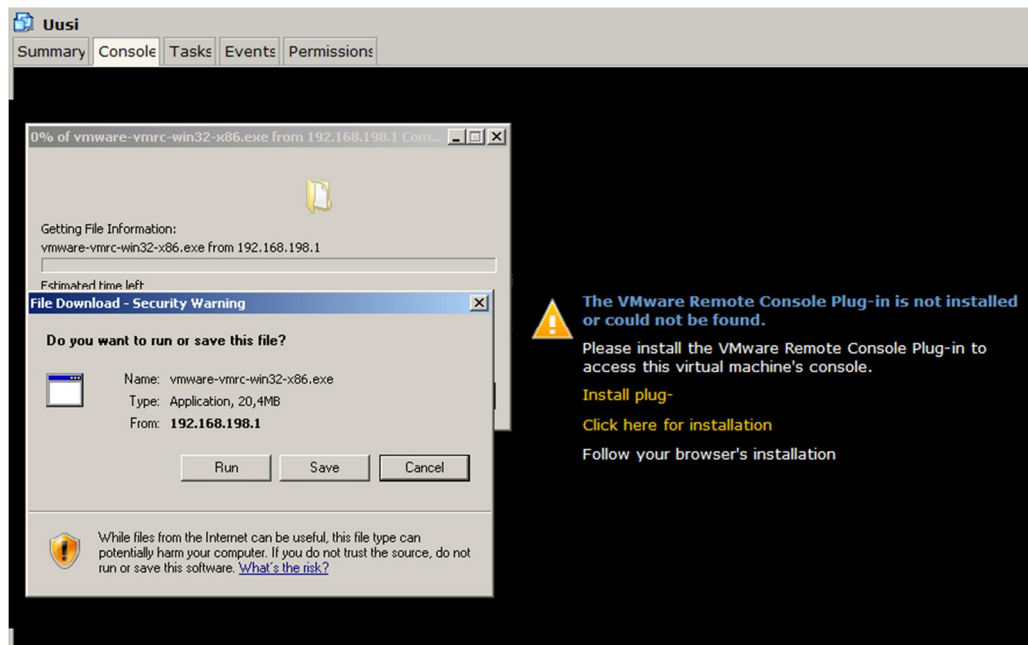 Uusi
Summary Console Tasks Events Permissions
0% of vmware-vmrc-win32-x86.exe from 192.168.198.1 Com...
Getting File Information:
vmware-vmrc-win32-x86.exe from 192.168.198.1
Estimated time left
File Download - Security Warning
Do you want to run or save this file?
Name: vmware-vmrc-win32-x86.exe
Type: Application, 20,4MB
From: 192.168.198.1
Run Save Cancel
While files from the Internet can be useful, this file type can
potentially harm your computer. If you do not trust the source, do not
run or save this software. What's the risk?
The VMware Remote Console Plug-in is not installed
or could not be found.
Please install the VMware Remote Console Plug-in to
access this virtual machine's console.
Install plug-
Click here for installation
Follow your browser's installation